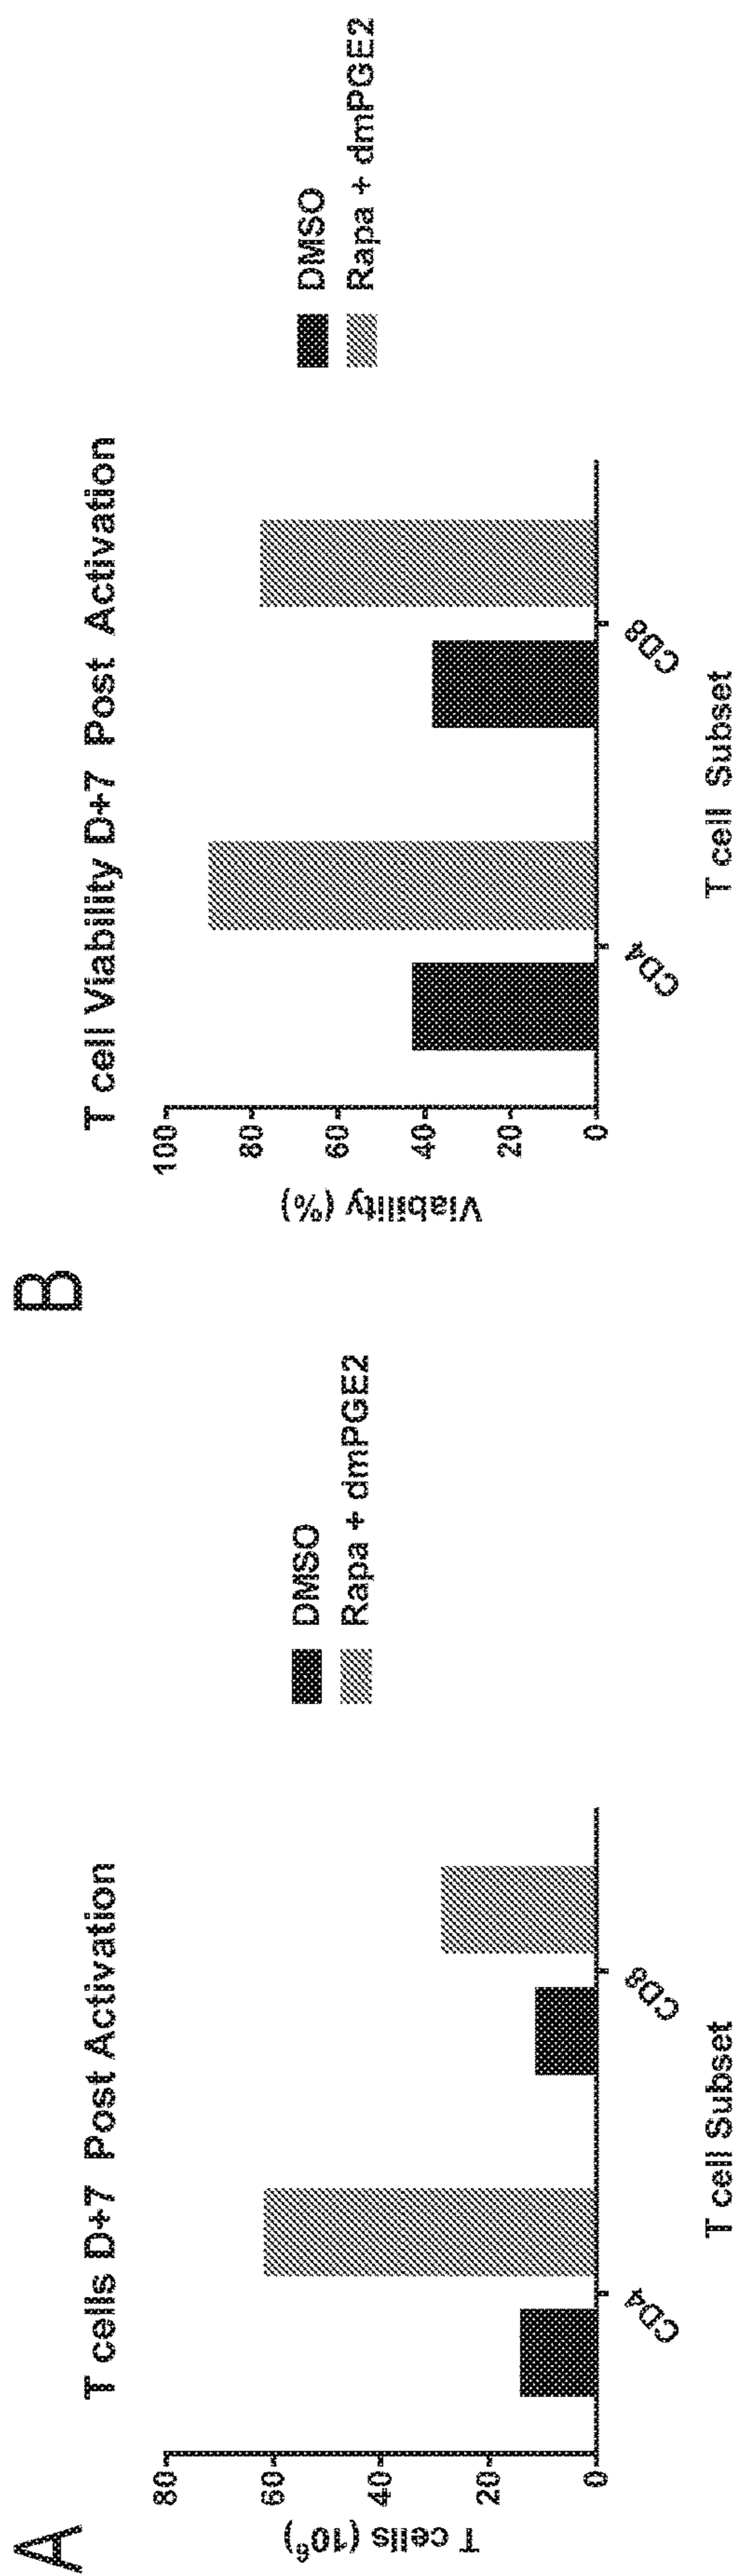 A
T cells D+7 Post Activation
T cells (10⁶)
80
60
40
20
0
CD4
CD8
T cell Subset
DMSO
Rapa + dmPGE2
B
T cell Viability D+7 Post Activation
Viability (%)
100
80
60
40
20
0
CD4
CD8
T cell Subset
DMSO
Rapa + dmPGE2